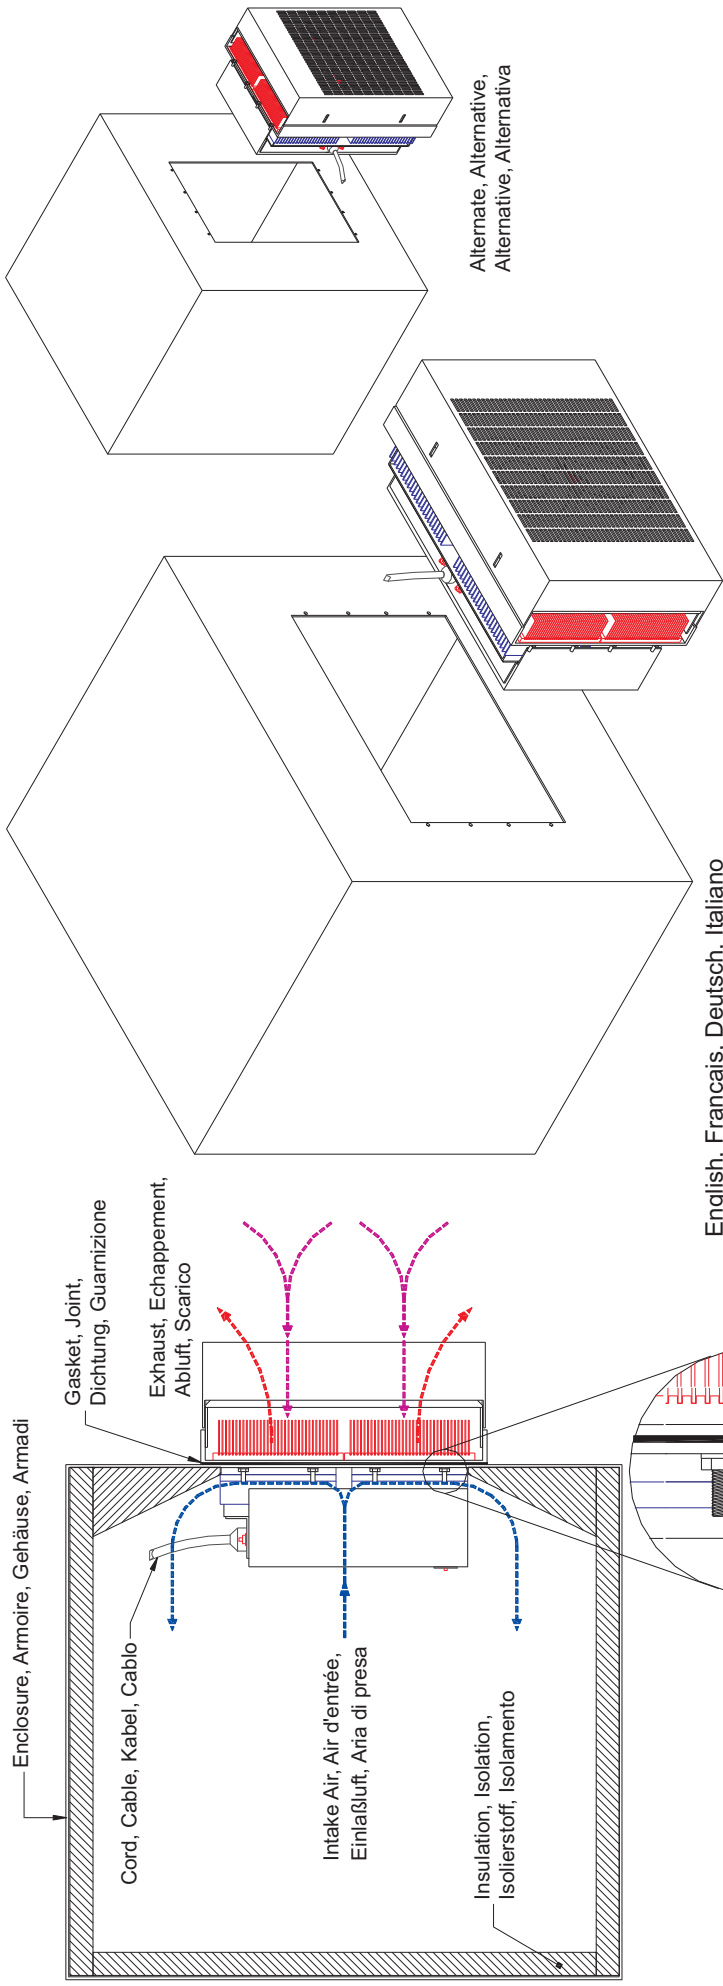 Enclosure, Armoire, Gehäuse, Armadi
Gasket, Joint,
Dichtung, Guarnizione
Exhaust, Echappement,
Abluft, Scarico
Cord, Cable, Kabel, Cablo
Intake Air, Air d'entrée,
Einlaßluft, Aria di presa
Insulation, Isolation,
Isolierstoff, Isolamento
Alternate, Alternative,
Alternative, Alternativa
English, Francais, Deutsch, Italiano